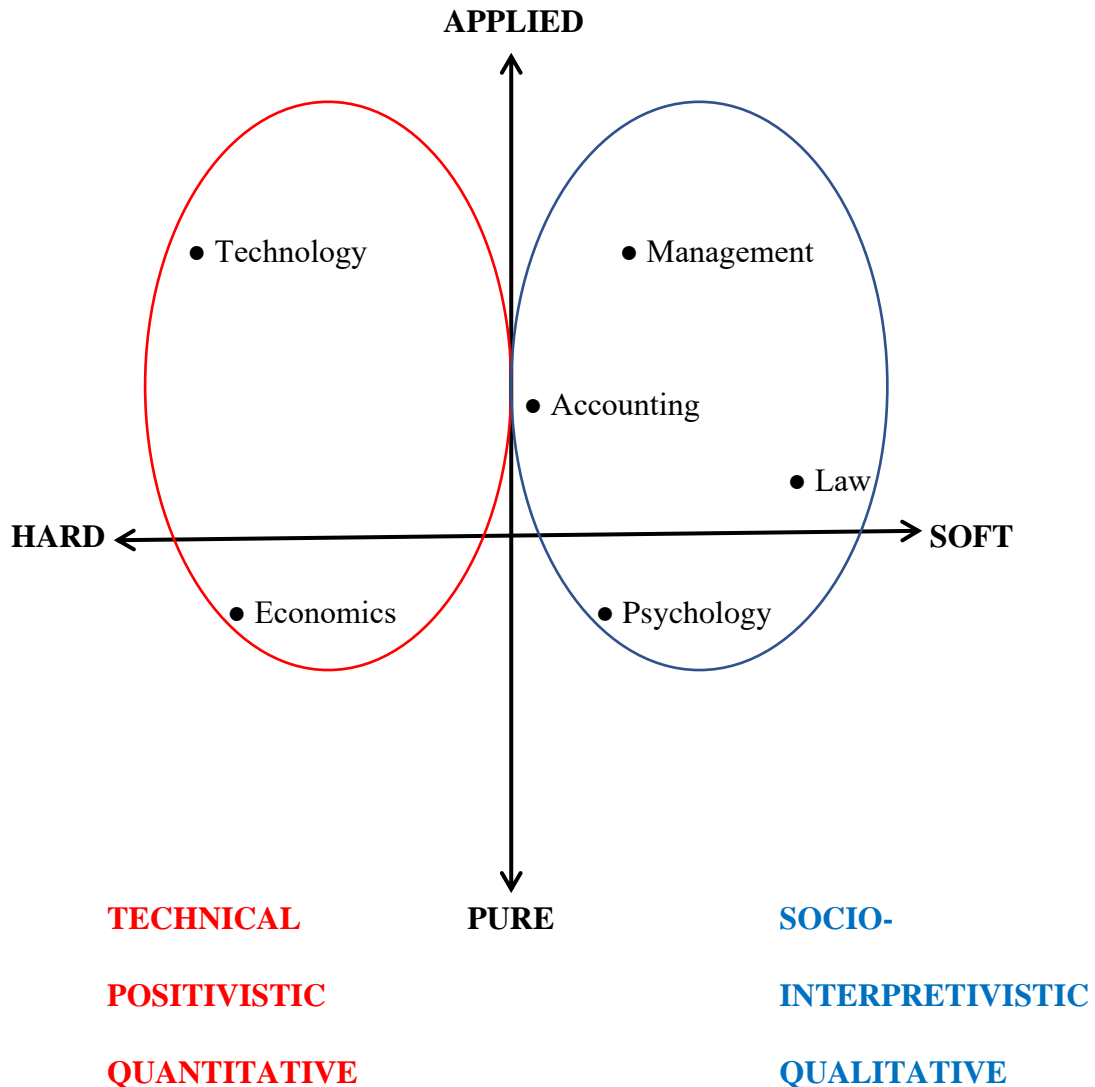 APPLIED
Technology
Management
Accounting
Law
HARD
SOFT
Economics
Psychology
TECHNICAL
PURE
SOCIO-
POSITIVISTIC
INTERPRETIVISTIC
QUANTITATIVE
QUALITATIVE